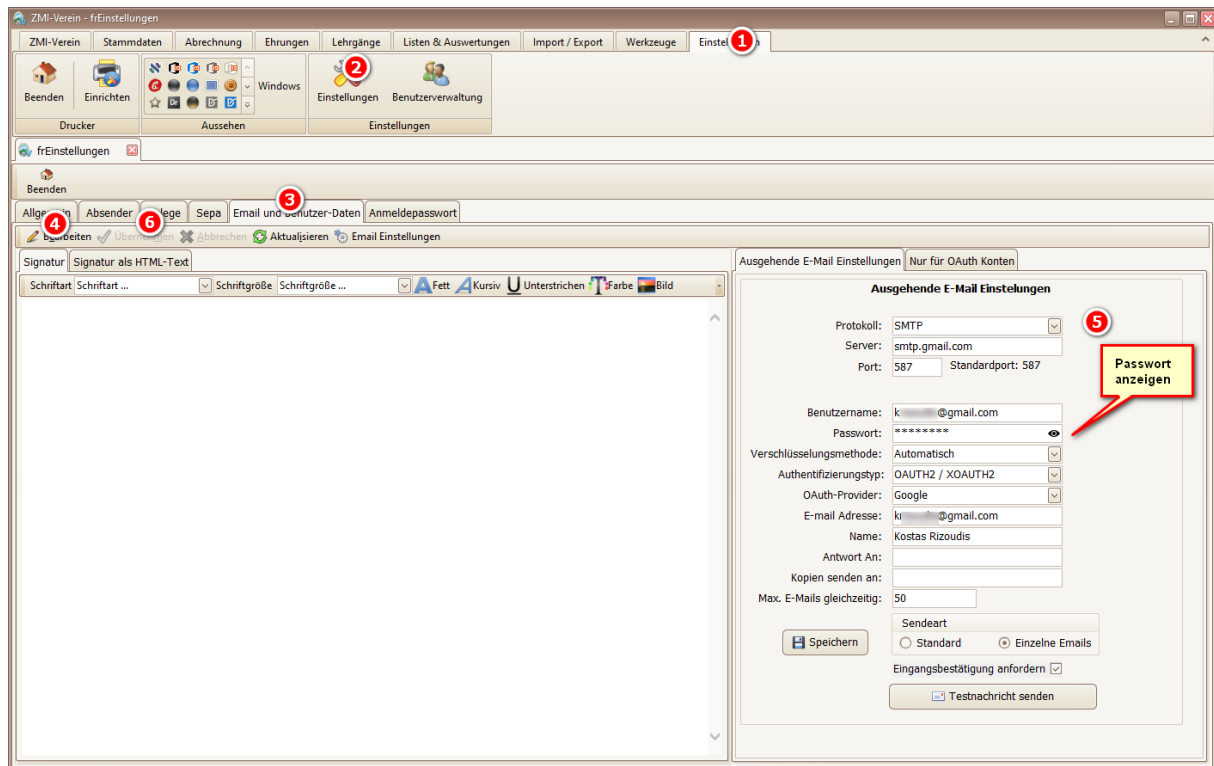 ZMI-Verein - frEinstellungen
ZMI-Verein Stammdaten Abrechnung Ehrungen Lehrgänge Listen & Auswertungen Import / Export Werkzeuge 1
2
Beenden Einrichten Windows Einstellungen Benutzerverwaltung
Drucker Aussehen Einstellungen
frEinstellungen
Beenden
3
Absender Sepa Email und Benutzer-Daten Anmeldepasswort
4 6
Bearbeiten Übernehmen Abbrechen Aktualisieren Email Einstellungen
Signatur Signatur als HTML-Text
Schriftart Schriftart ... Schriftgröße Schriftgröße ... Fett Kursiv Unterstrichen Farbe Bild
Ausgehende E-Mail Einstellungen Nur für OAuth Konten
Ausgehende E-Mail Einstelungen
5
Protokoll: SMTP
Server: smtp.gmail.com
Port: 587 Standardport: 587
Passwort
anzeigen
Benutzername: k @gmail.com
Passwort: ********
Verschlüsselungsmethode: Automatisch
Authentifizierungstyp: OAUTH2 / XOAUTH2
OAuth-Provider: Google
E-mail Adresse: @gmail.com
Name: Kostas Rizoudis
Antwort An:
Kopien senden an:
Max. E-Mails gleichzeitig: 50
Sendeart
Speichern Standard Einzelne Emails
Eingangsbestätigung anfordern
Testnachricht senden